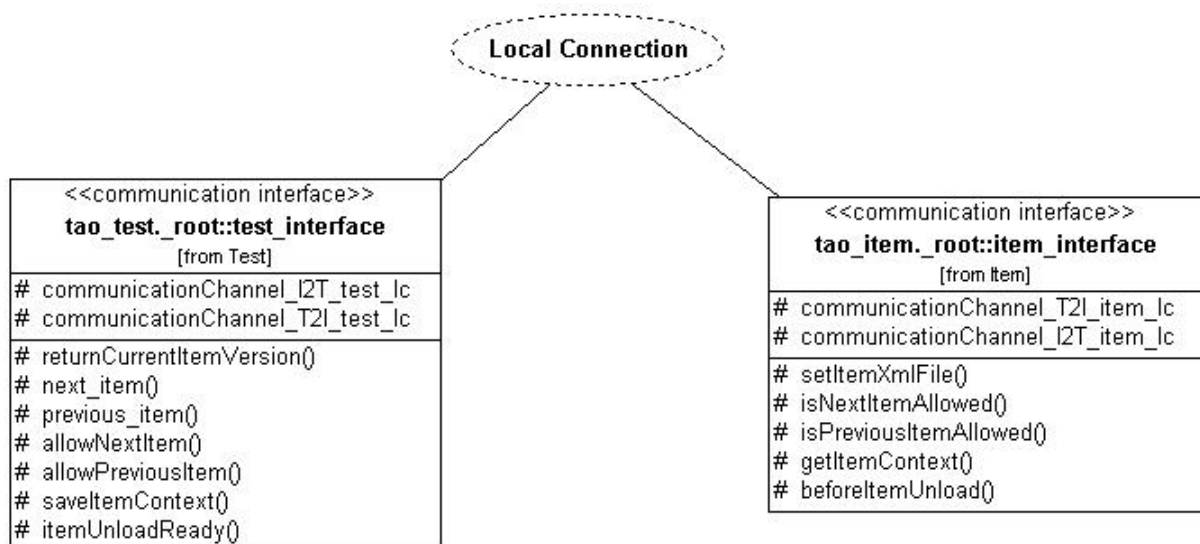 Local Connection
<<communication interface>>
tao_test._root::test_interface
[from Test]
# communicationChannel_I2T_test_lc
# communicationChannel_T2I_test_lc
# returnCurrentItemVersion()
# next_item()
# previous_item()
# allowNextItem()
# allowPreviousItem()
# saveItemContext()
# itemUnloadReady()
<<communication interface>>
tao_item._root::item_interface
[from Item]
# communicationChannel_T2I_item_lc
# communicationChannel_I2T_item_lc
# setItemXmlFile()
# isNextItemAllowed()
# isPreviousItemAllowed()
# getItemContext()
# beforeItemUnload()